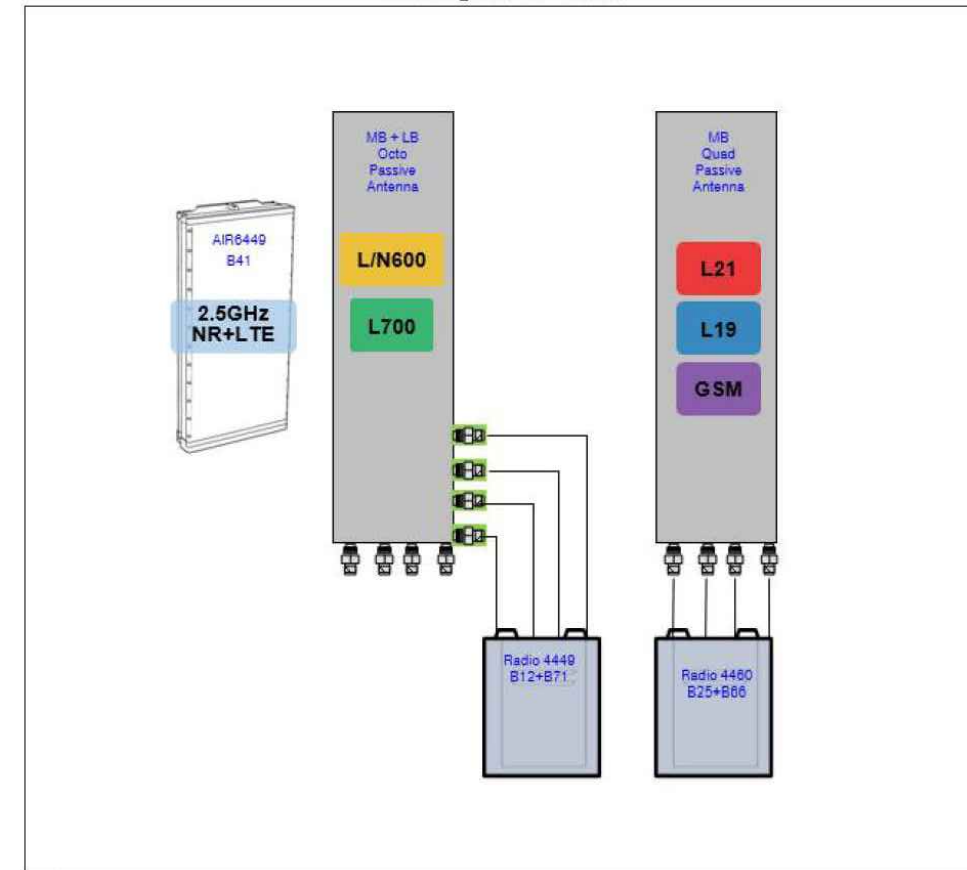 MB + LB
Octo
Passive
Antenna
MB
Quad
Passive
Antenna
AIR6449
B41
2.5GHz
NR+LTE
L/N600
L700
L21
L19
GSM
Radio 4449
B12+B71
Radio 4460
B25+B66